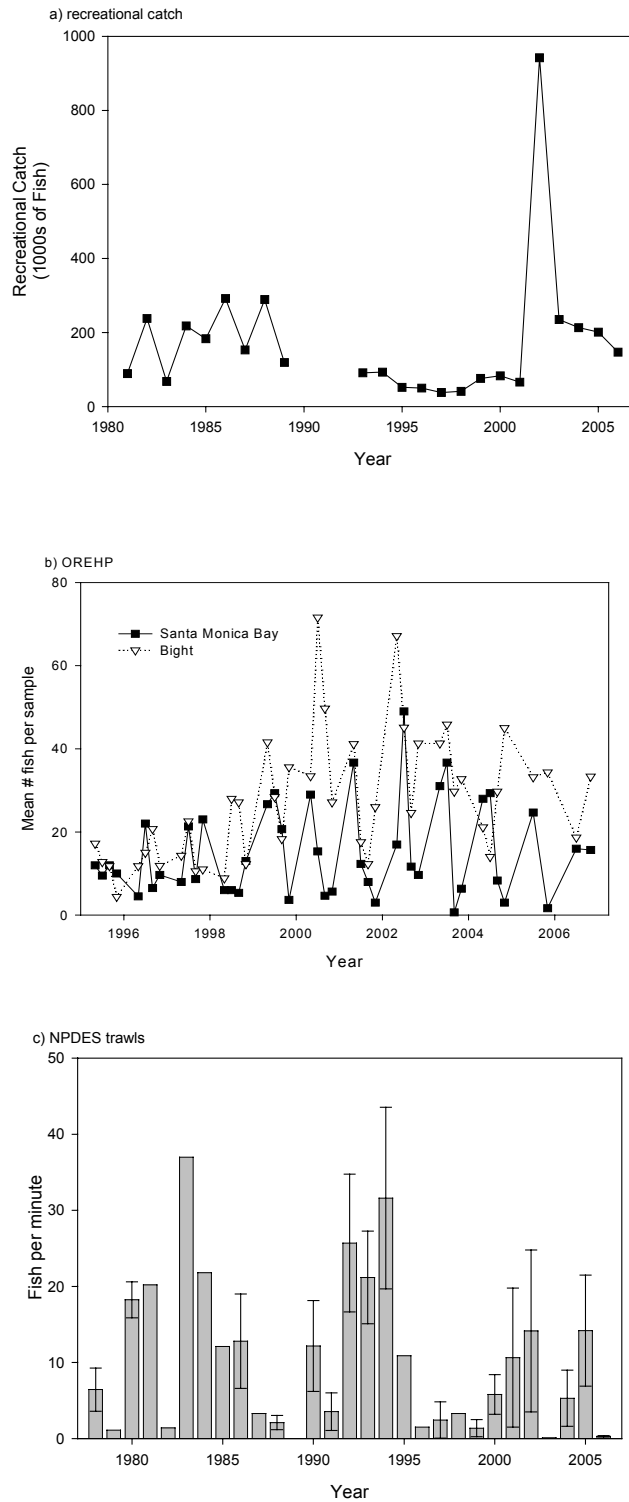 a) recreational catch
Recreational Catch
(1000s of Fish)
1000
800
600
400
200
0
1980 1985 1990 1995 2000 2005
Year
b) OREHP
Mean # fish per sample
80
60
40
20
0
Santa Monica Bay
Bight
1996 1998 2000 2002 2004 2006
Year
c) NPDES trawls
Fish per minute
50
40
30
20
10
0
1980 1985 1990 1995 2000 2005
Year